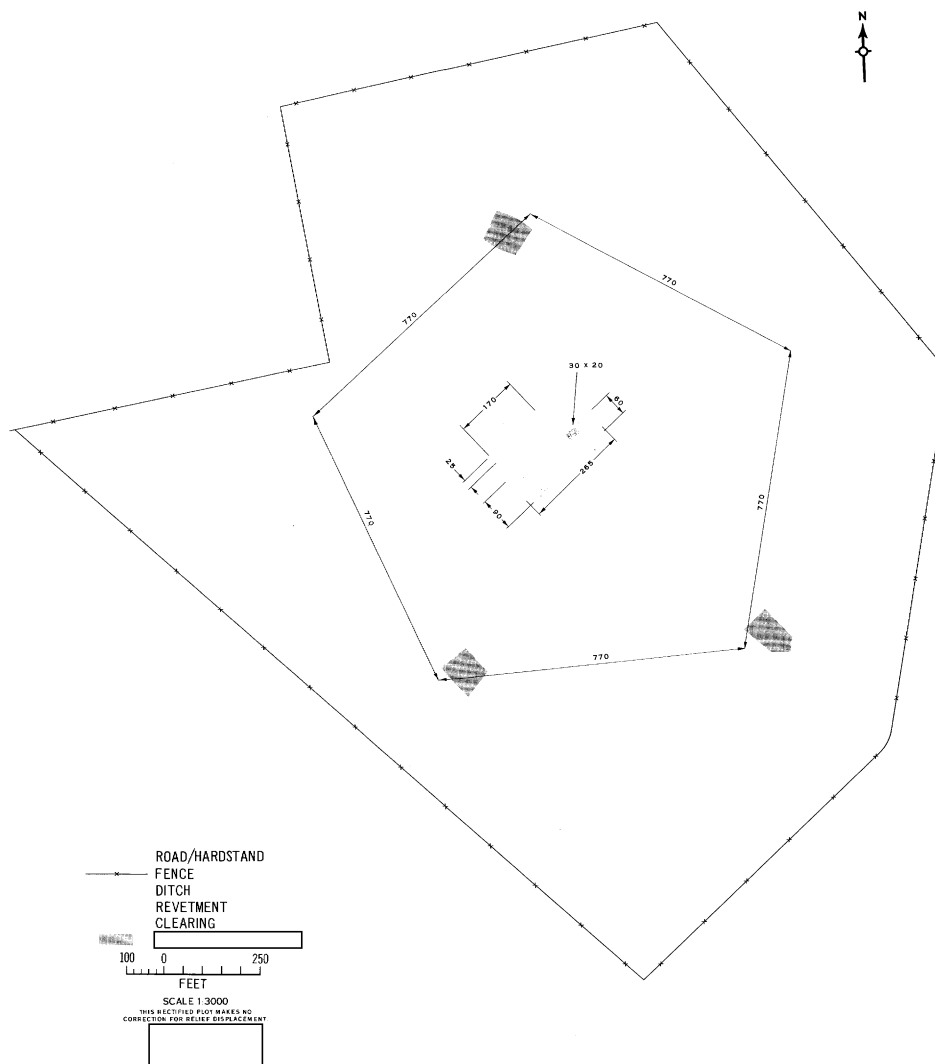 N
770
770
30 x 20
170
60
25
265
90
770
770
770
ROAD/HARDSTAND
FENCE
DITCH
REVETMENT
CLEARING
100 0 250
FEET
SCALE 1:3000
THIS RECTIFIED PLOT MAKES NO
CORRECTION FOR RELIEF DISPLACEMENT.